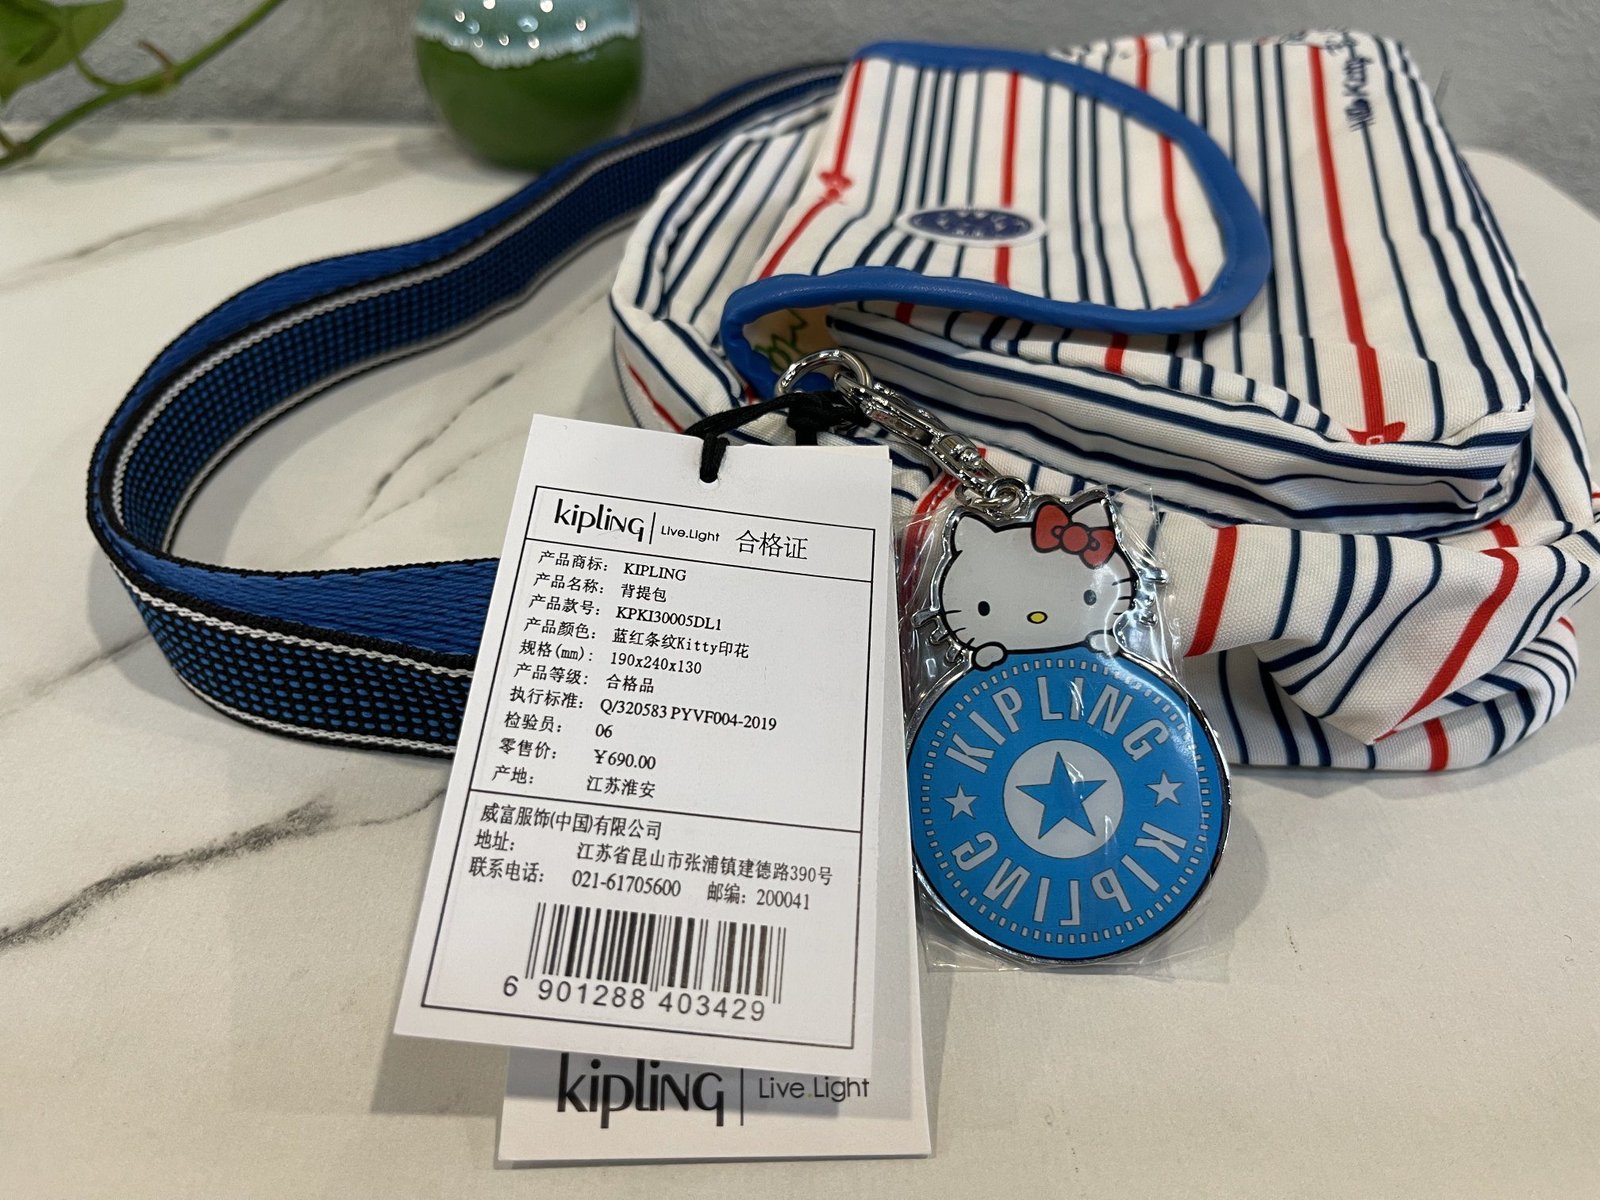 Kitty
kipling | Live.Light 合格证
产品商标： KIPLING
产品名称： 背提包
产品款号： KPKI30005DL1
产品颜色： 蓝红条纹Kitty印花
规格(mm)： 190x240x130
产品等级： 合格品
执行标准： Q/320583 PYVF004-2019
检验员： 06
零售价： ￥690.00
产地： 江苏淮安
威富服饰(中国)有限公司
地址： 江苏省昆山市张浦镇建德路390号
联系电话： 021-61705600 邮编：200041
6 901288 403429
kipling | Live.Light
KIPLING
KIPLING